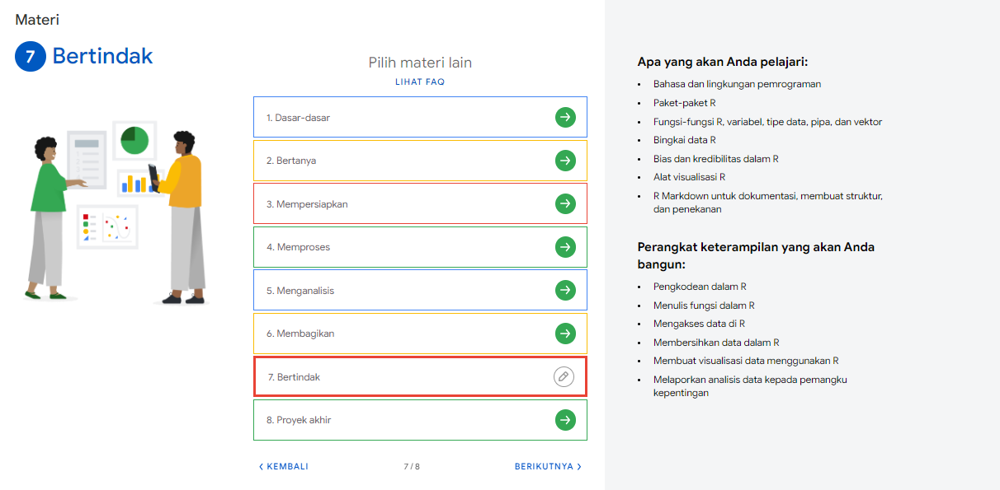 Materi
7 Bertindak
Pilih materi lain
LIHAT FAQ
1. Dasar-dasar
2. Bertanya
3. Mempersiapkan
4. Memproses
5. Menganalisis
6. Membagikan
7. Bertindak
8. Proyek akhir
KEMBALI
7 / 8
BERIKUTNYA
Apa yang akan Anda pelajari:
• Bahasa dan lingkungan pemrograman
• Paket-paket R
• Fungsi-fungsi R, variabel, tipe data, pipa, dan vektor
• Bingkai data R
• Bias dan kredibilitas dalam R
• Alat visualisasi R
• R Markdown untuk dokumentasi, membuat struktur,
dan penekanan
Perangkat keterampilan yang akan Anda
bangun:
• Pengkodean dalam R
• Menulis fungsi dalam R
• Mengakses data di R
• Membersihkan data dalam R
• Membuat visualisasi data menggunakan R
• Melaporkan analisis data kepada pemangku
kepentingan